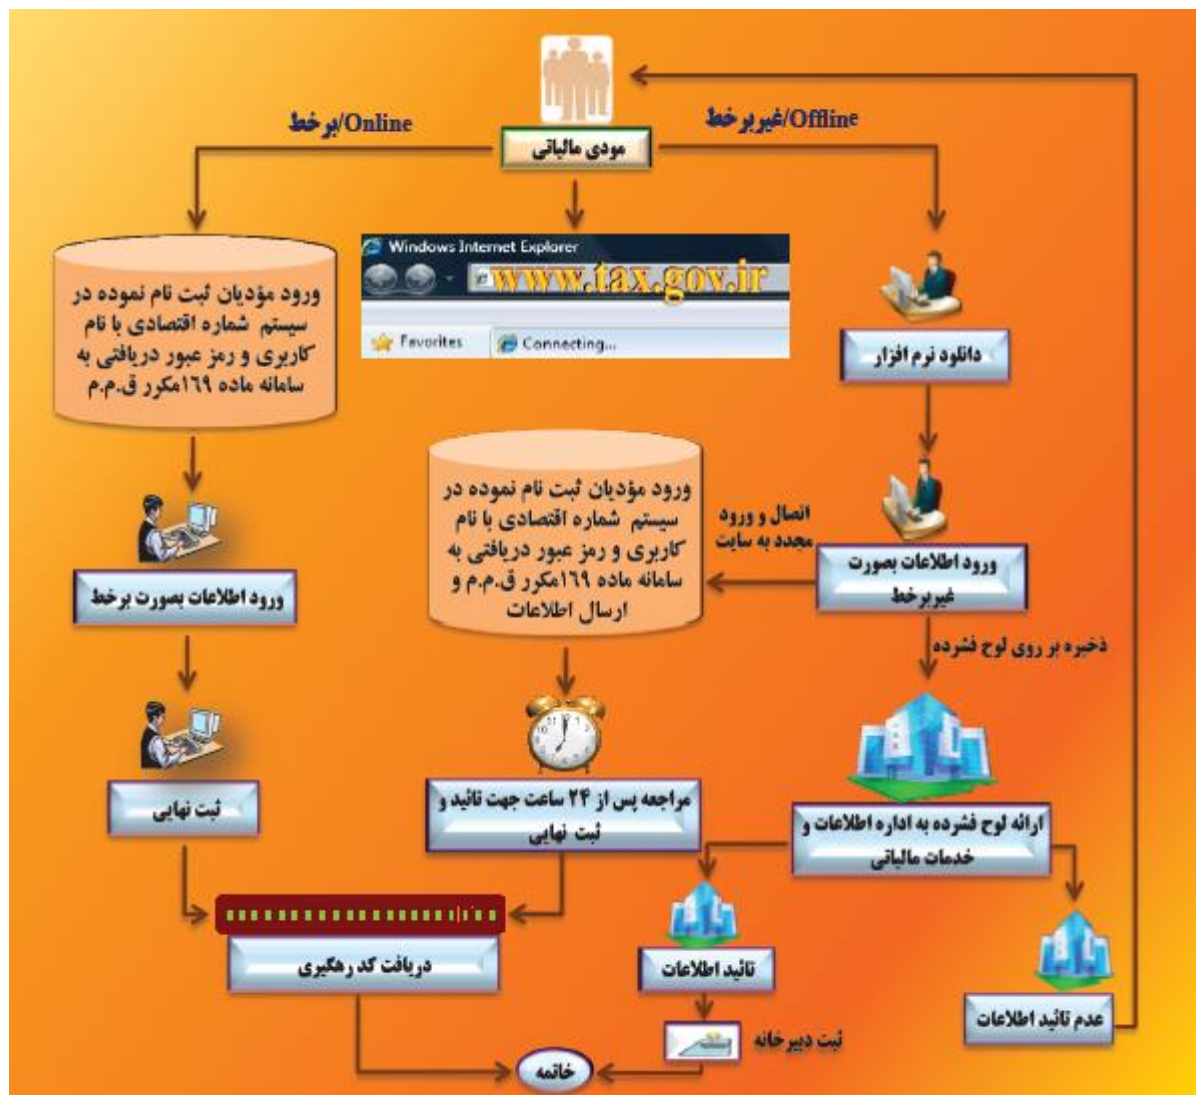 برخط/Online
غیربرخط/Offline
مودی مالیاتی
Windows Internet Explorer
www.tax.gov.ir
Favorites
Connecting...
ورود مؤدیان ثبت نام نموده در
سیستم شماره اقتصادی با نام
کاربری و رمز عبور دریافتی به
سامانه ماده ۱۶۹مکرر ق.م.م
دانلود نرم افزار
ورود مؤدیان ثبت نام نموده در
سیستم شماره اقتصادی با نام
کاربری و رمز عبور دریافتی به
سامانه ماده ۱۶۹مکرر ق.م.م و
ارسال اطلاعات
اتصال و ورود
مجدد به سایت
ورود اطلاعات بصورت
غیربرخط
ورود اطلاعات بصورت برخط
ذخیره بر روی لوح فشرده
ثبت نهایی
مراجعه پس از ۲۴ ساعت جهت تائید و
ثبت نهایی
ارائه لوح فشرده به اداره اطلاعات و
خدمات مالیاتی
دریافت کد رهگیری
تائید اطلاعات
عدم تائید اطلاعات
ثبت دبیرخانه
خاتمه